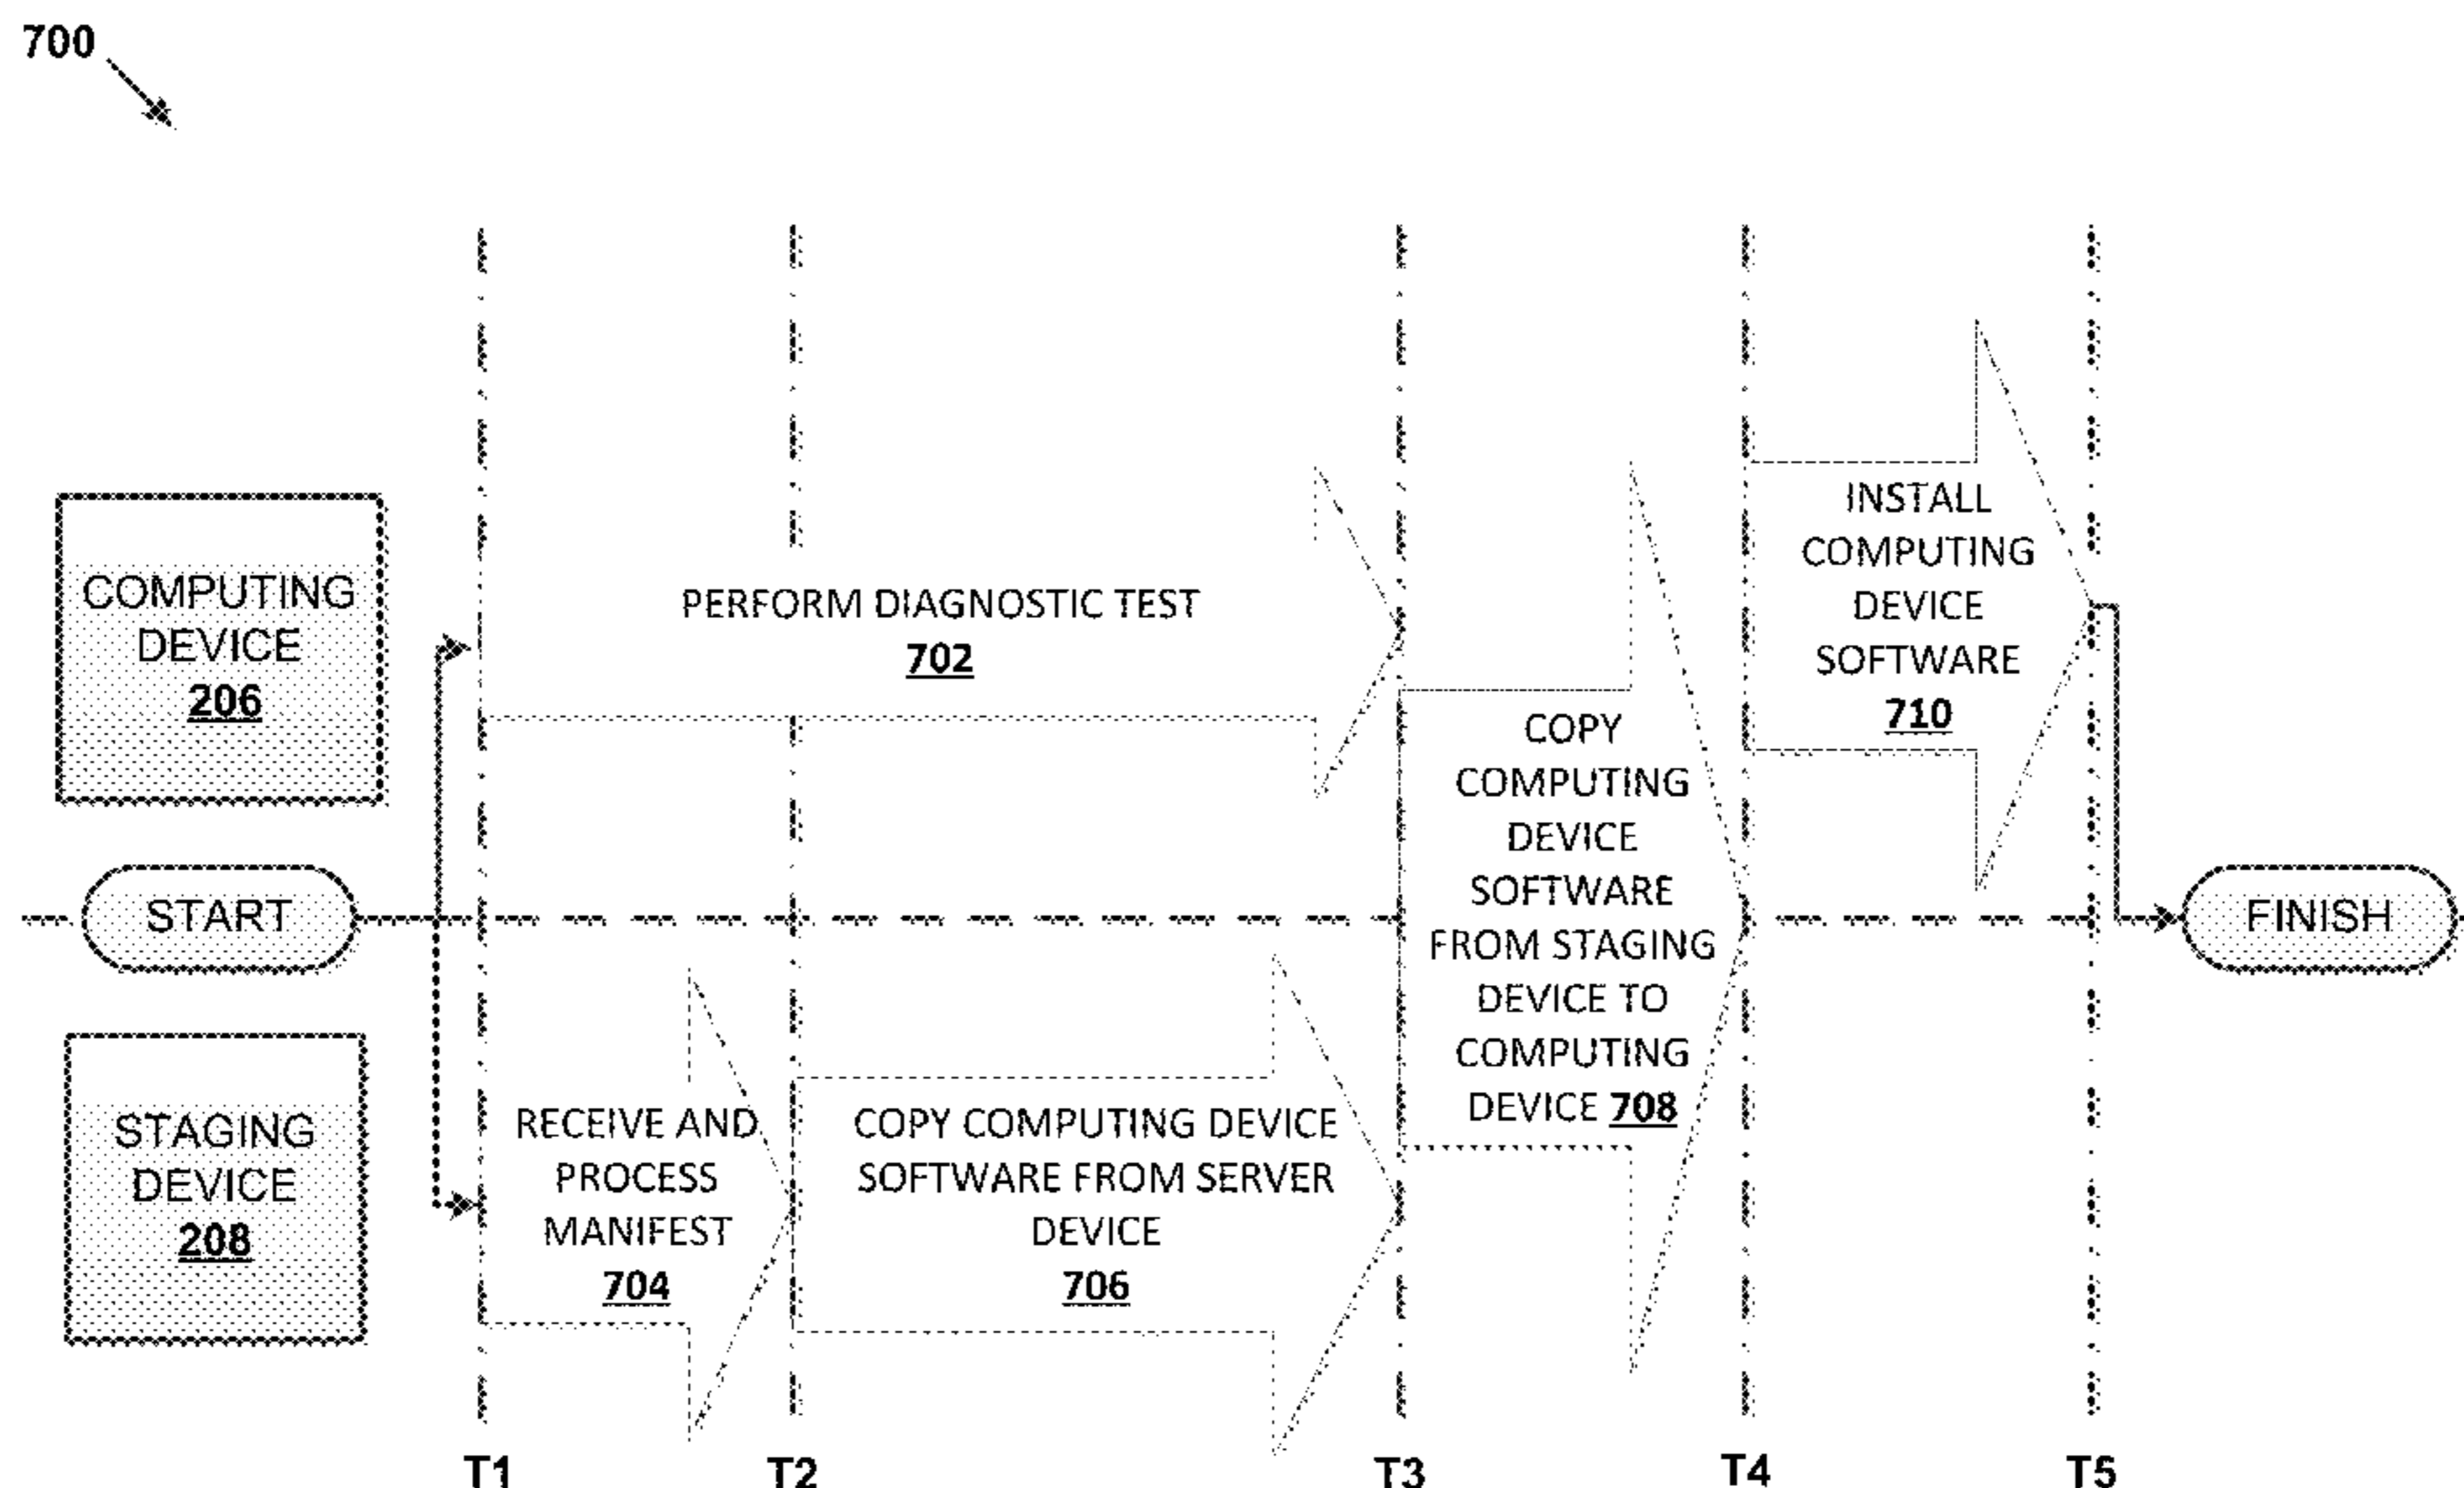 700
COMPUTING
DEVICE
206
START
STAGING
DEVICE
208
PERFORM DIAGNOSTIC TEST
702
RECEIVE AND
PROCESS
MANIFEST
704
COPY COMPUTING DEVICE
SOFTWARE FROM SERVER
DEVICE
706
COPY
COMPUTING
DEVICE
SOFTWARE
FROM STAGING
DEVICE TO
COMPUTING
DEVICE 708
INSTALL
COMPUTING
DEVICE
SOFTWARE
710
FINISH
T1
T2
T3
T4
T5